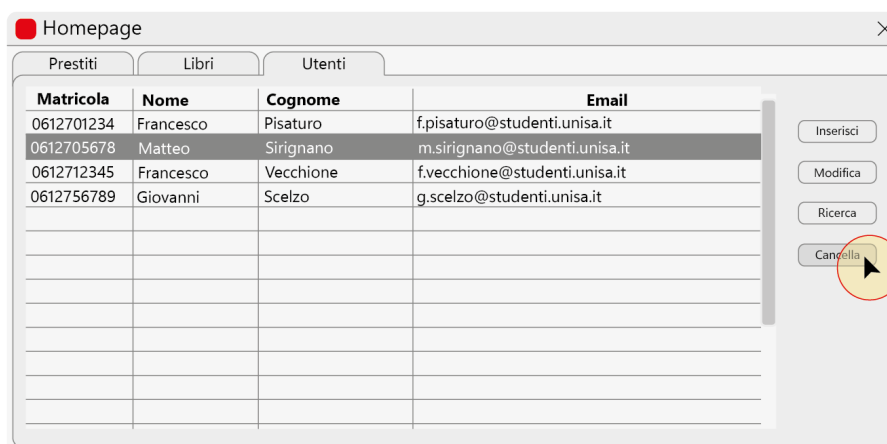 Homepage
Prestiti Libri Utenti
Matricola Nome Cognome Email
0612701234 Francesco Pisaturo f.pisaturo@studenti.unisa.it
0612705678 Matteo Sirignano m.sirignano@studenti.unisa.it
0612712345 Francesco Vecchione f.vecchione@studenti.unisa.it
0612756789 Giovanni Scelzo g.scelzo@studenti.unisa.it
Inserisci
Modifica
Ricerca
Cancella